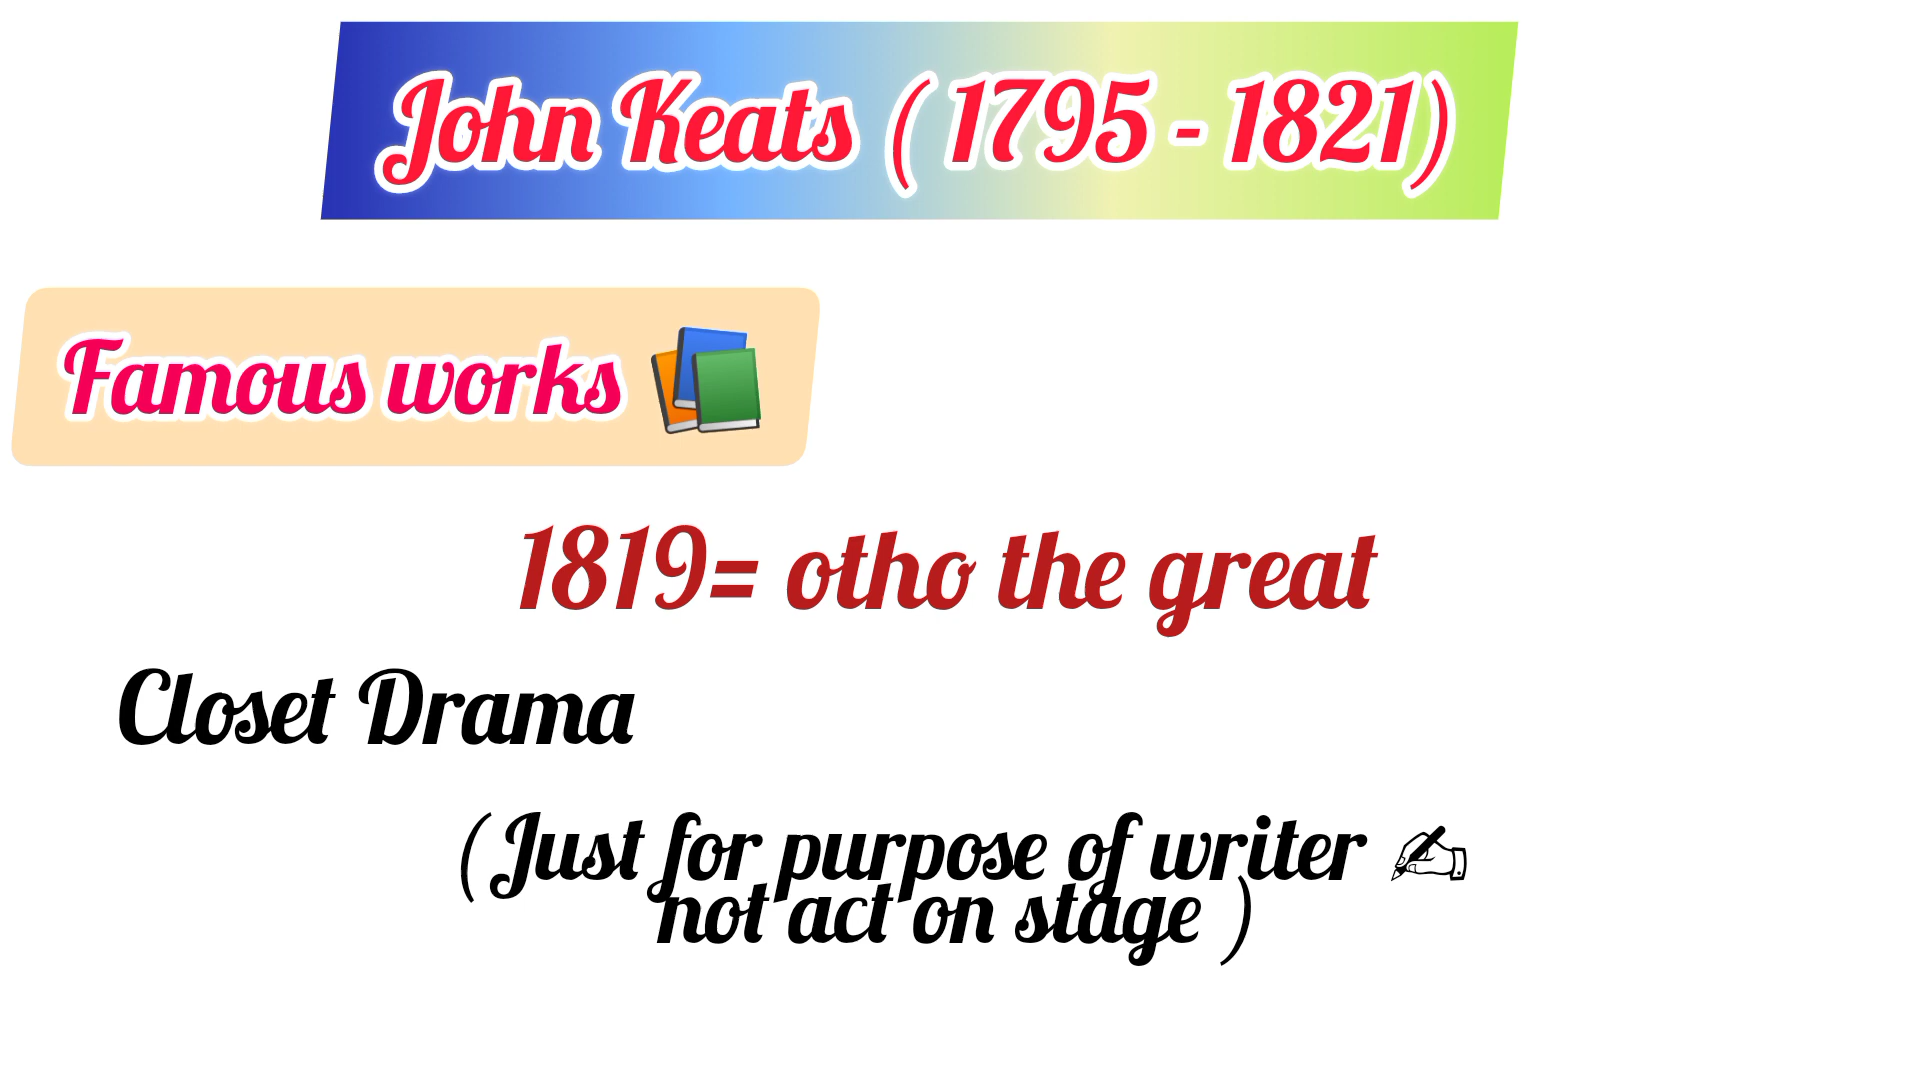 John Keats ( 1795 - 1821)
Famous works 📚
1819= otho the great
Closet Drama
( Just for purpose of writer ✍
not act on stage )